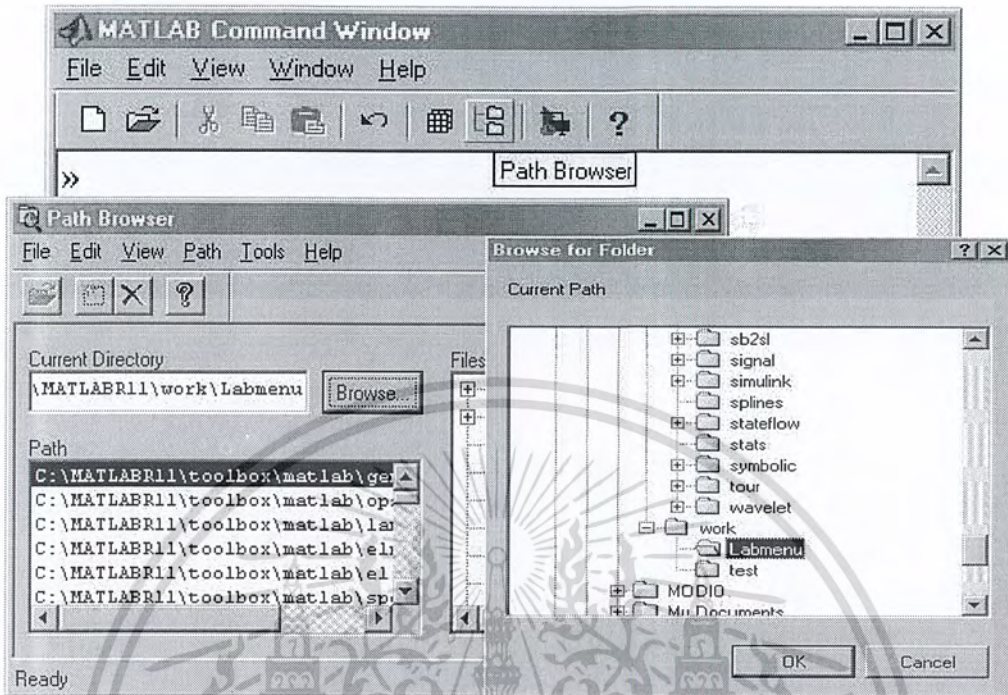 MATLAB Command Window
File Edit View Window Help
Path Browser
»
Path Browser
File Edit View Path Tools Help
Current Directory
\MATLABR11\work\Labmenu
Browse...
Files
Path
C:\MATLABR11\toolbox\matlab\ge
C:\MATLABR11\toolbox\matlab\op
C:\MATLABR11\toolbox\matlab\la
C:\MATLABR11\toolbox\matlab\el
C:\MATLABR11\toolbox\matlab\el
C:\MATLABR11\toolbox\matlab\sp
Ready
Browse for Folder
Current Path
sb2sl
signal
simulink
splines
stateflow
stats
symbolic
tour
wavelet
work
Labmenu
test
MODIO
My Documents
OK Cancel